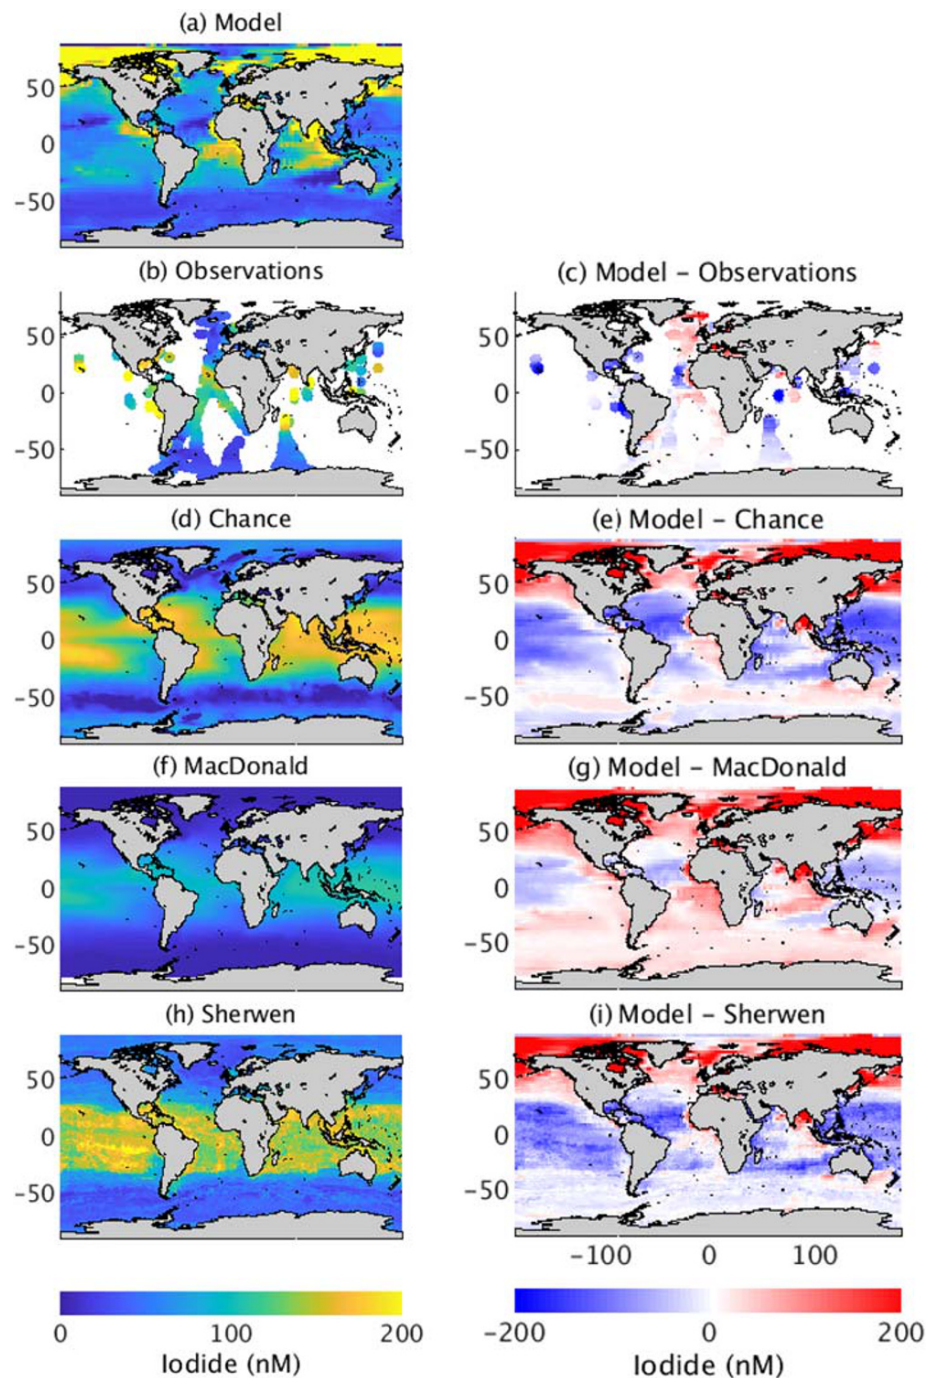 (a) Model
50
0
−50
(b) Observations
(c) Model − Observations
50
0
−50
50
0
−50
(d) Chance
(e) Model − Chance
50
0
−50
50
0
−50
(f) MacDonald
(g) Model − MacDonald
50
0
−50
50
0
−50
(h) Sherwen
(i) Model − Sherwen
50
0
−50
50
0
−50
−100 0 100
0 100 200
−200 0 200
Iodide (nM)
Iodide (nM)